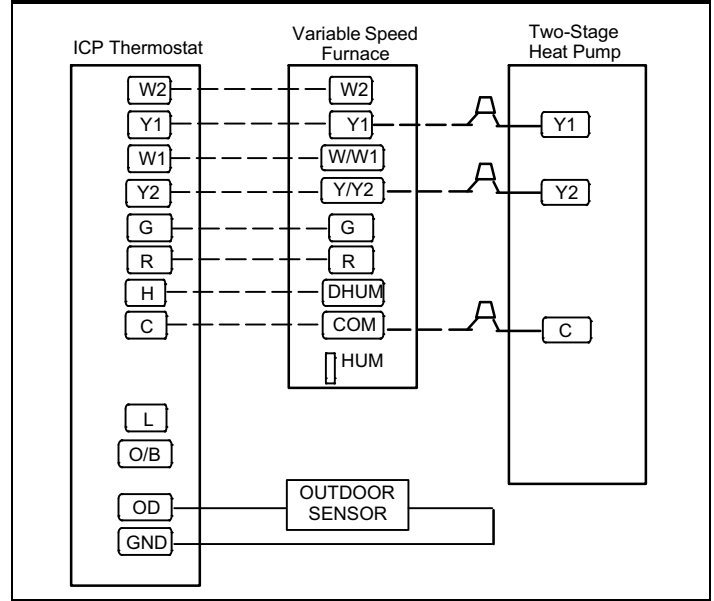 ICP Thermostat
Variable Speed
Furnace
Two-Stage
Heat Pump
W2
W2
Y1
Y1
Y1
W1
W/W1
Y2
Y/Y2
Y2
G
G
R
R
H
DHUM
C
COM
C
HUM
L
O/B
OD
OUTDOOR
SENSOR
GND